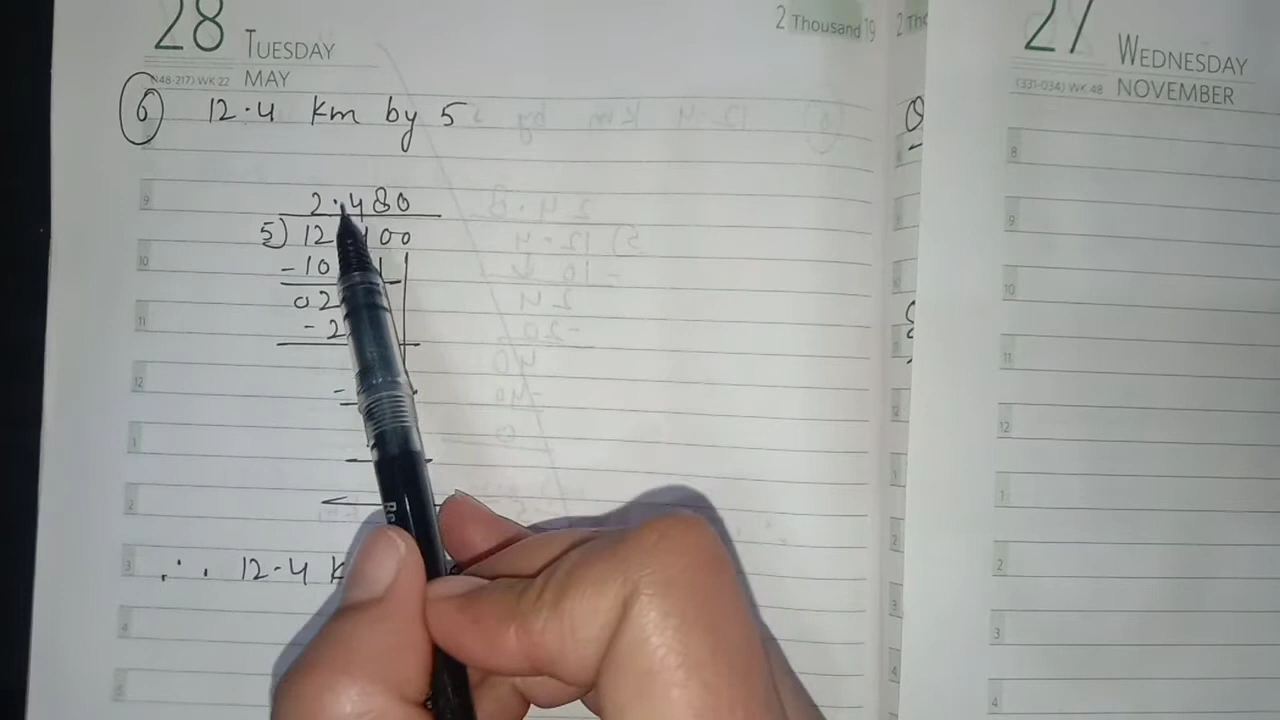 28 TUESDAY
2 Thousand 19
(148-217) WK 22 MAY
6 12.4 Km by 5
2.480
5) 12 400
- 10
02
- 2
∴ 12.4 K
9
10
11
12
1
2
3
4
5
27 WEDNESDAY
(331-034) WK 48 NOVEMBER
8
9
10
11
12
1
2
3
4